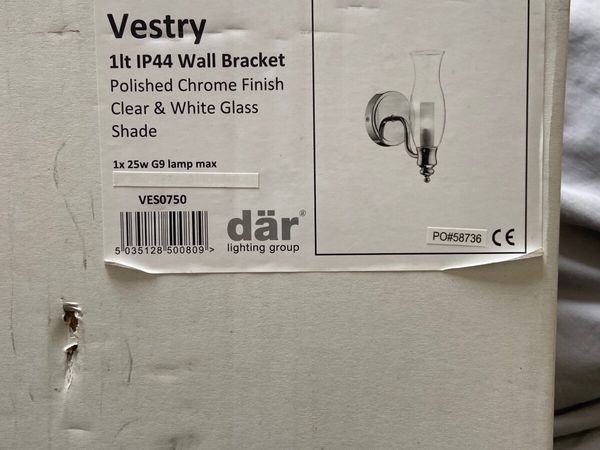 Vestry
1lt IP44 Wall Bracket
Polished Chrome Finish
Clear & White Glass
Shade
1x 25w G9 lamp max
VES0750
5 035128 500809 >
där®
lighting group
PO#58736 CE